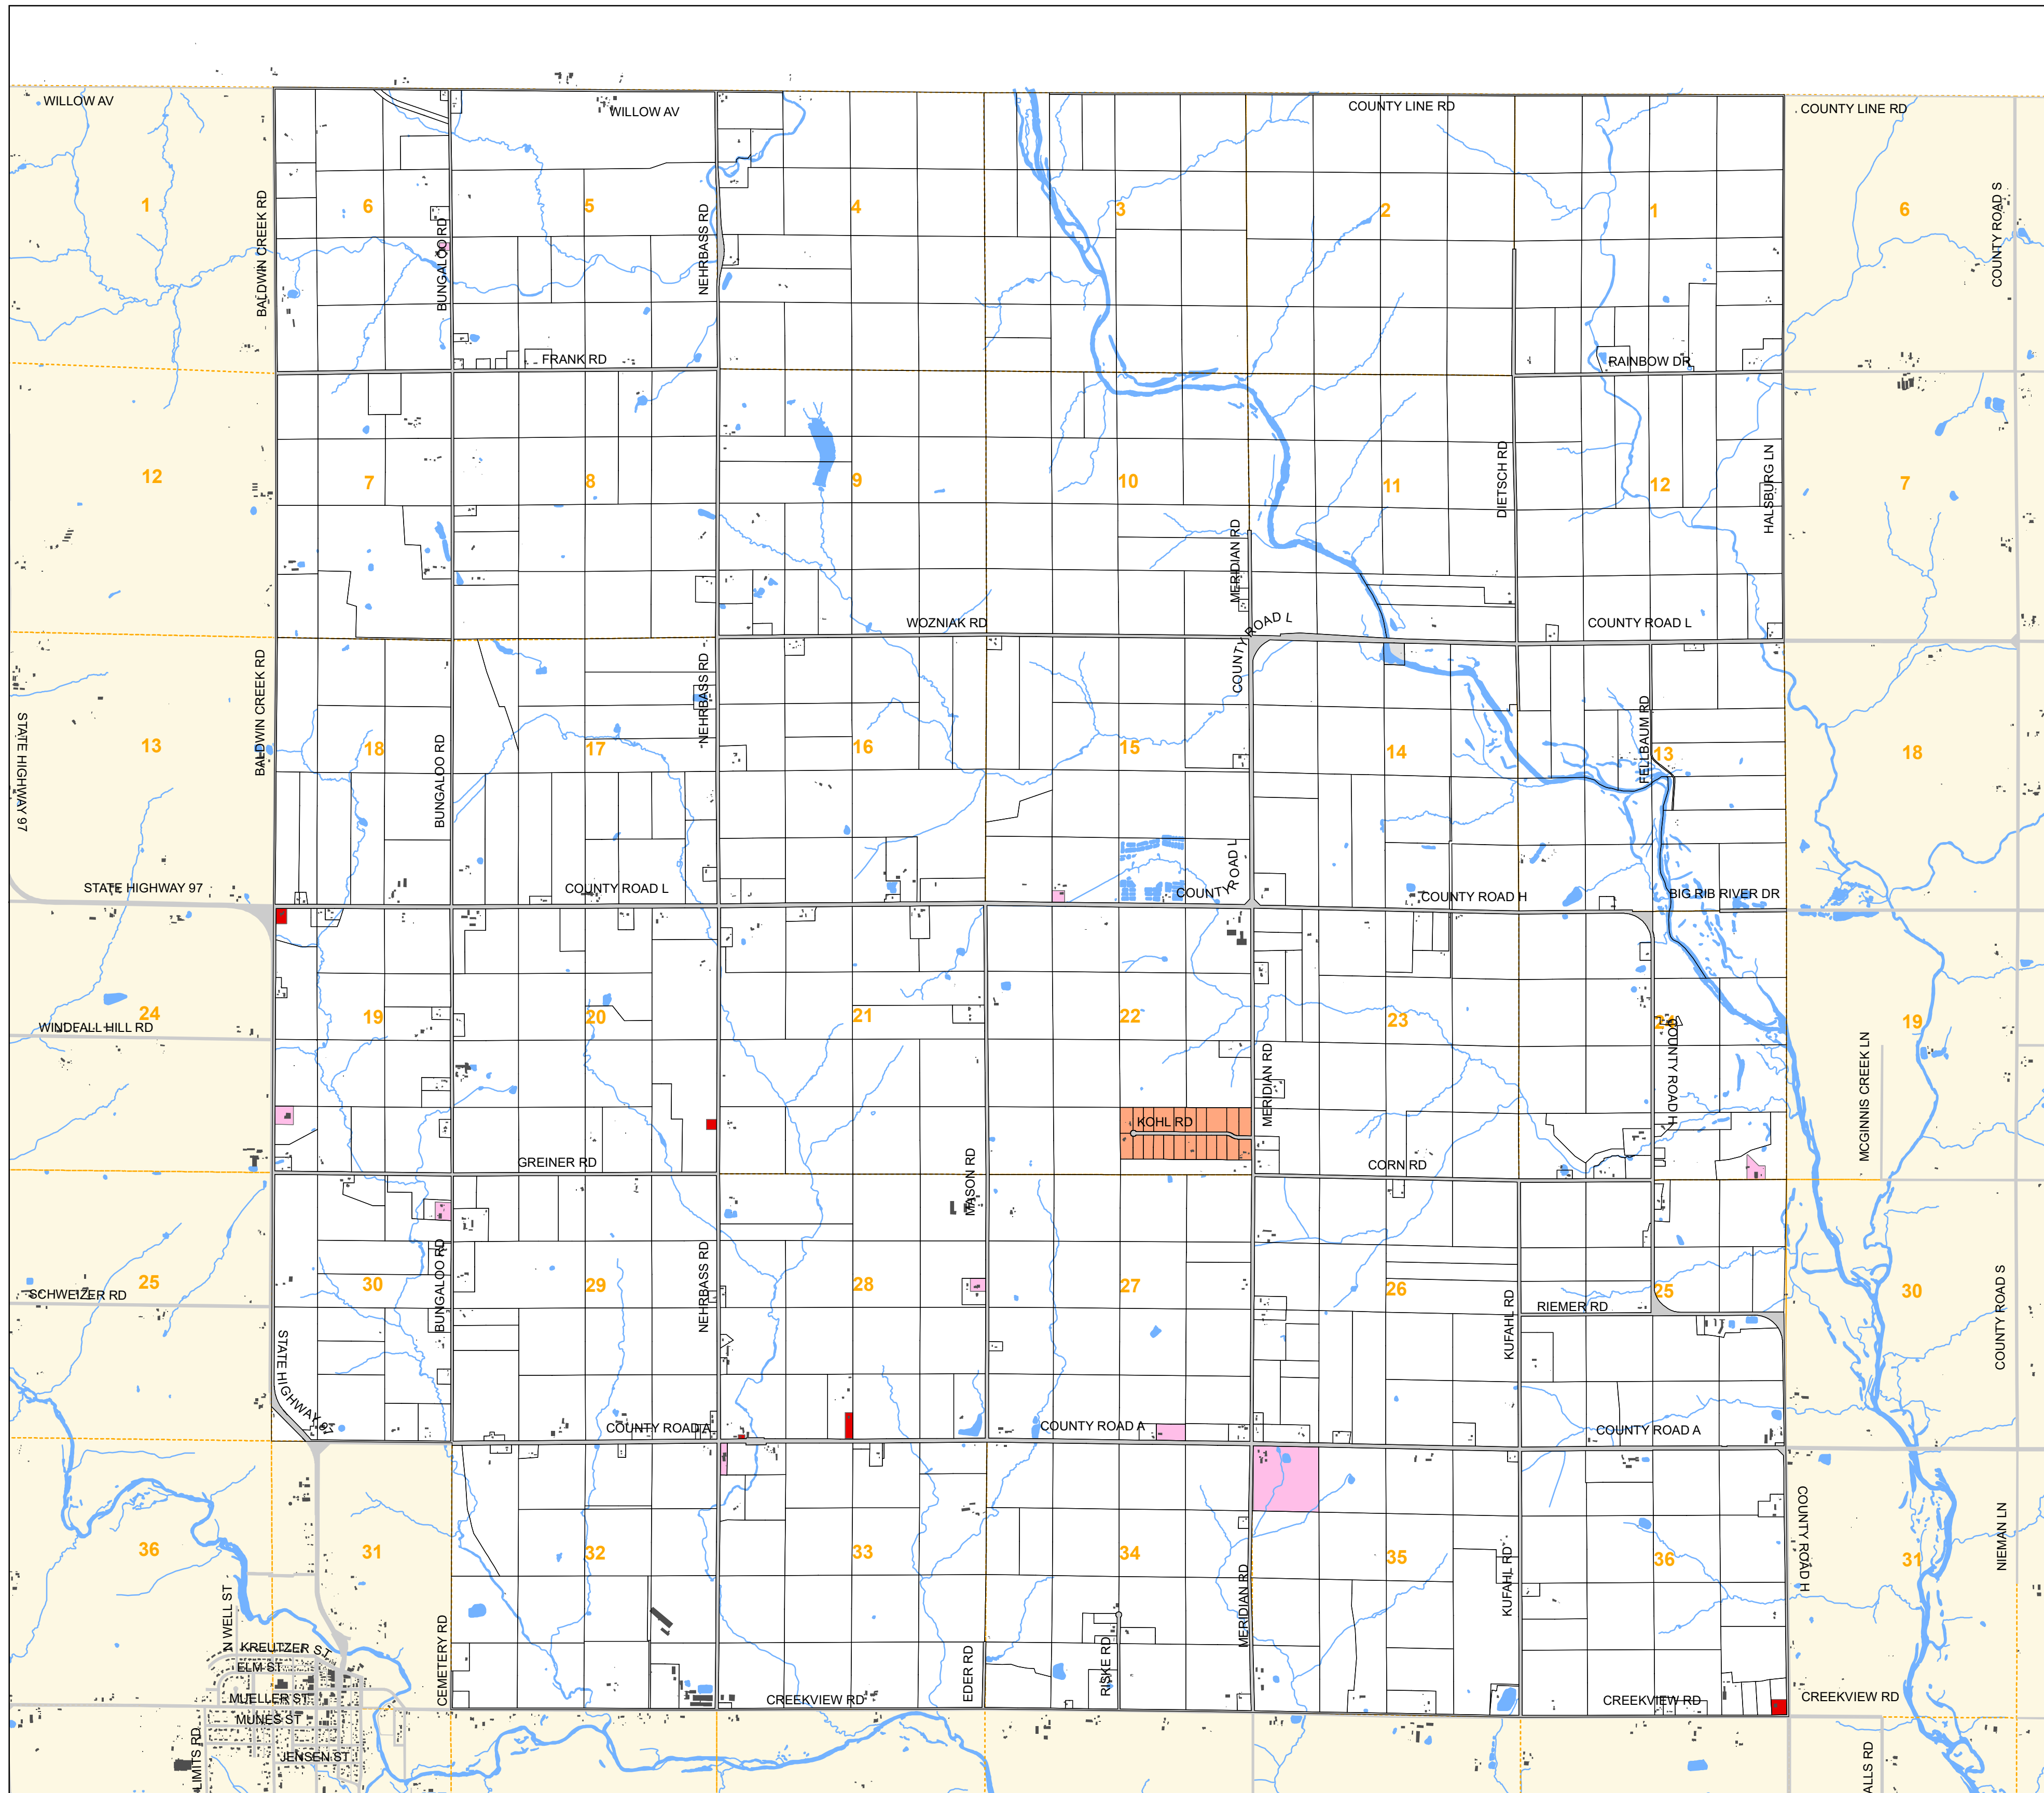 WILLOW AV
WILLOW AV
COUNTY LINE RD
COUNTY LINE RD
1
6
5
4
3
2
1
6
BALDWIN CREEK RD
BUNGALOO RD
NEHRBASS RD
COUNTY ROAD S
FRANK RD
RAINBOW DR
12
7
8
9
10
11
12
7
DIETSCH RD
HALSBURG LN
MERIDIAN RD
WOZNIAK RD
COUNTY ROAD L
COUNTY ROAD L
BALDWIN CREEK RD
NEHRBASS RD
FELLBAUM RD
STATE HIGHWAY 97
BUNGALOO RD
13
18
17
16
15
14
13
18
STATE HIGHWAY 97
COUNTY ROAD L
COUNTY ROAD L
COUNTY ROAD H
BIG RIB RIVER DR
24
19
20
21
22
23
24
19
WINDFALL HILL RD
MERIDIAN RD
COUNTY ROAD H
MCGINNIS CREEK LN
KOHL RD
GREINER RD
MASON RD
CORN RD
25
30
29
28
27
26
25
30
SCHWEIZER RD
BUNGALOO RD
NEHRBASS RD
KUFAHL RD
RIEMER RD
COUNTY ROAD S
STATE HIGHWAY 97
COUNTY ROAD A
COUNTY ROAD A
COUNTY ROAD A
36
31
32
33
34
35
36
31
COUNTY ROAD H
NIEMAN LN
N WELL ST
CEMETERY RD
EDER RD
RISKE RD
MERIDIAN RD
KUFAHL RD
KREUTZER ST
ELM ST
MUELLER ST
MUNES ST
JENSEN ST
LIMITS RD
CREEKVIEW RD
CREEKVIEW RD
CREEKVIEW RD
ALLS RD